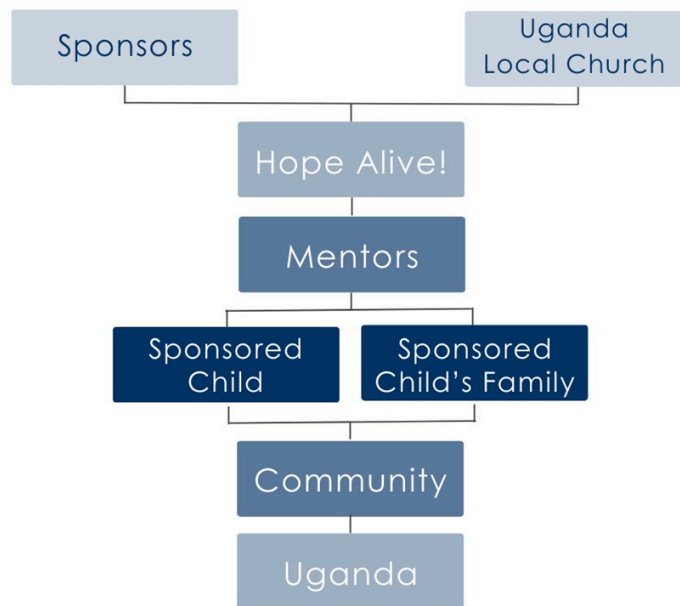 Sponsors
Uganda
Local Church
Hope Alive!
Mentors
Sponsored
Child
Sponsored
Child’s Family
Community
Uganda